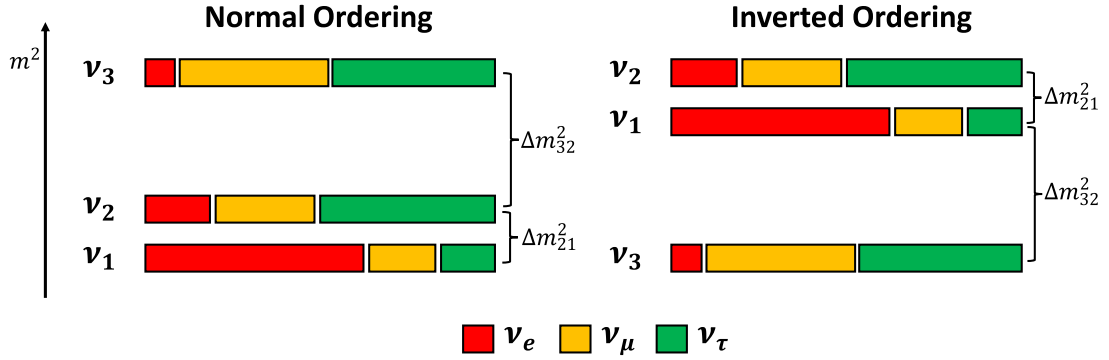 Normal Ordering
Inverted Ordering
m²
ν₃
ν₂
ν₁
Δm²₃₂
Δm²₂₁
ν₂
ν₁
ν₃
Δm²₂₁
Δm²₃₂
νₑ
ν_μ
ν_τ